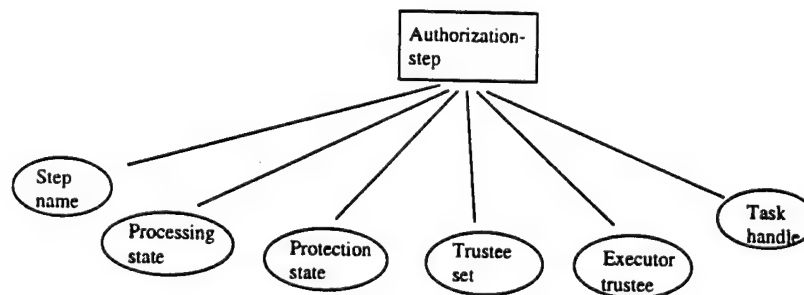 Authorization-
step
Step
name
Processing
state
Protection
state
Trustee
set
Executor
trustee
Task
handle